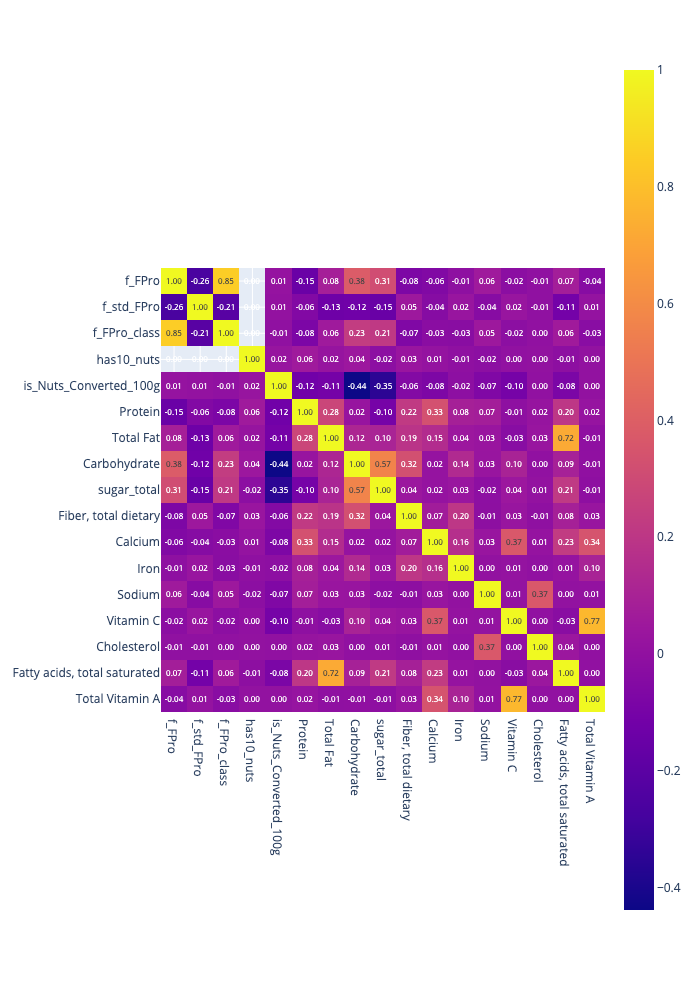 1
0.8
0.6
0.4
0.2
0
−0.2
−0.4
f_FPro 1.00 -0.26 0.85 0.01 -0.15 0.08 0.38 0.31 -0.08 -0.06 -0.01 0.06 -0.02 -0.01 0.07 -0.04
f_std_FPro -0.26 1.00 -0.21 0.01 -0.06 -0.13 -0.12 -0.15 0.05 -0.04 0.02 -0.04 0.02 -0.01 -0.11 0.01
f_FPro_class 0.85 -0.21 1.00 -0.01 -0.08 0.06 0.23 0.21 -0.07 -0.03 -0.03 0.05 -0.02 0.00 0.06 -0.03
has10_nuts 1.00 0.02 0.06 0.02 0.04 -0.02 0.03 0.01 -0.01 -0.02 0.00 0.00 -0.01 0.00
is_Nuts_Converted_100g 0.01 0.01 -0.01 0.02 1.00 -0.12 -0.11 -0.44 -0.35 -0.06 -0.08 -0.02 -0.07 -0.10 0.00 -0.08 0.00
Protein -0.15 -0.06 -0.08 0.06 -0.12 1.00 0.28 0.02 -0.10 0.22 0.33 0.08 0.07 -0.01 0.02 0.20 0.02
Total Fat 0.08 -0.13 0.06 0.02 -0.11 0.28 1.00 0.12 0.10 0.19 0.15 0.04 0.03 -0.03 0.03 0.72 -0.01
Carbohydrate 0.38 -0.12 0.23 0.04 -0.44 0.02 0.12 1.00 0.57 0.32 0.02 0.14 0.03 0.10 0.00 0.09 -0.01
sugar_total 0.31 -0.15 0.21 -0.02 -0.35 -0.10 0.10 0.57 1.00 0.04 0.02 0.03 -0.02 0.04 0.01 0.21 -0.01
Fiber, total dietary -0.08 0.05 -0.07 0.03 -0.06 0.22 0.19 0.32 0.04 1.00 0.07 0.20 -0.01 0.03 -0.01 0.08 0.03
Calcium -0.06 -0.04 -0.03 0.01 -0.08 0.33 0.15 0.02 0.02 0.07 1.00 0.16 0.03 0.37 0.01 0.23 0.34
Iron -0.01 0.02 -0.03 -0.01 -0.02 0.08 0.04 0.14 0.03 0.20 0.16 1.00 0.00 0.01 0.00 0.01 0.10
Sodium 0.06 -0.04 0.05 -0.02 -0.07 0.07 0.03 0.03 -0.02 -0.01 0.03 0.00 1.00 0.01 0.37 0.00 0.01
Vitamin C -0.02 0.02 -0.02 0.00 -0.10 -0.01 -0.03 0.10 0.04 0.03 0.37 0.01 0.01 1.00 0.00 -0.03 0.77
Cholesterol -0.01 -0.01 0.00 0.00 0.00 0.02 0.03 0.00 0.01 -0.01 0.01 0.00 0.37 0.00 1.00 0.04 0.00
Fatty acids, total saturated 0.07 -0.11 0.06 -0.01 -0.08 0.20 0.72 0.09 0.21 0.08 0.23 0.01 0.00 -0.03 0.04 1.00 0.00
Total Vitamin A -0.04 0.01 -0.03 0.00 0.00 0.02 -0.01 -0.01 -0.01 0.03 0.34 0.10 0.01 0.77 0.00 0.00 1.00
f_FPro
f_std_FPro
f_FPro_class
has10_nuts
is_Nuts_Converted_100g
Protein
Total Fat
Carbohydrate
sugar_total
Fiber, total dietary
Calcium
Iron
Sodium
Vitamin C
Cholesterol
Fatty acids, total saturated
Total Vitamin A